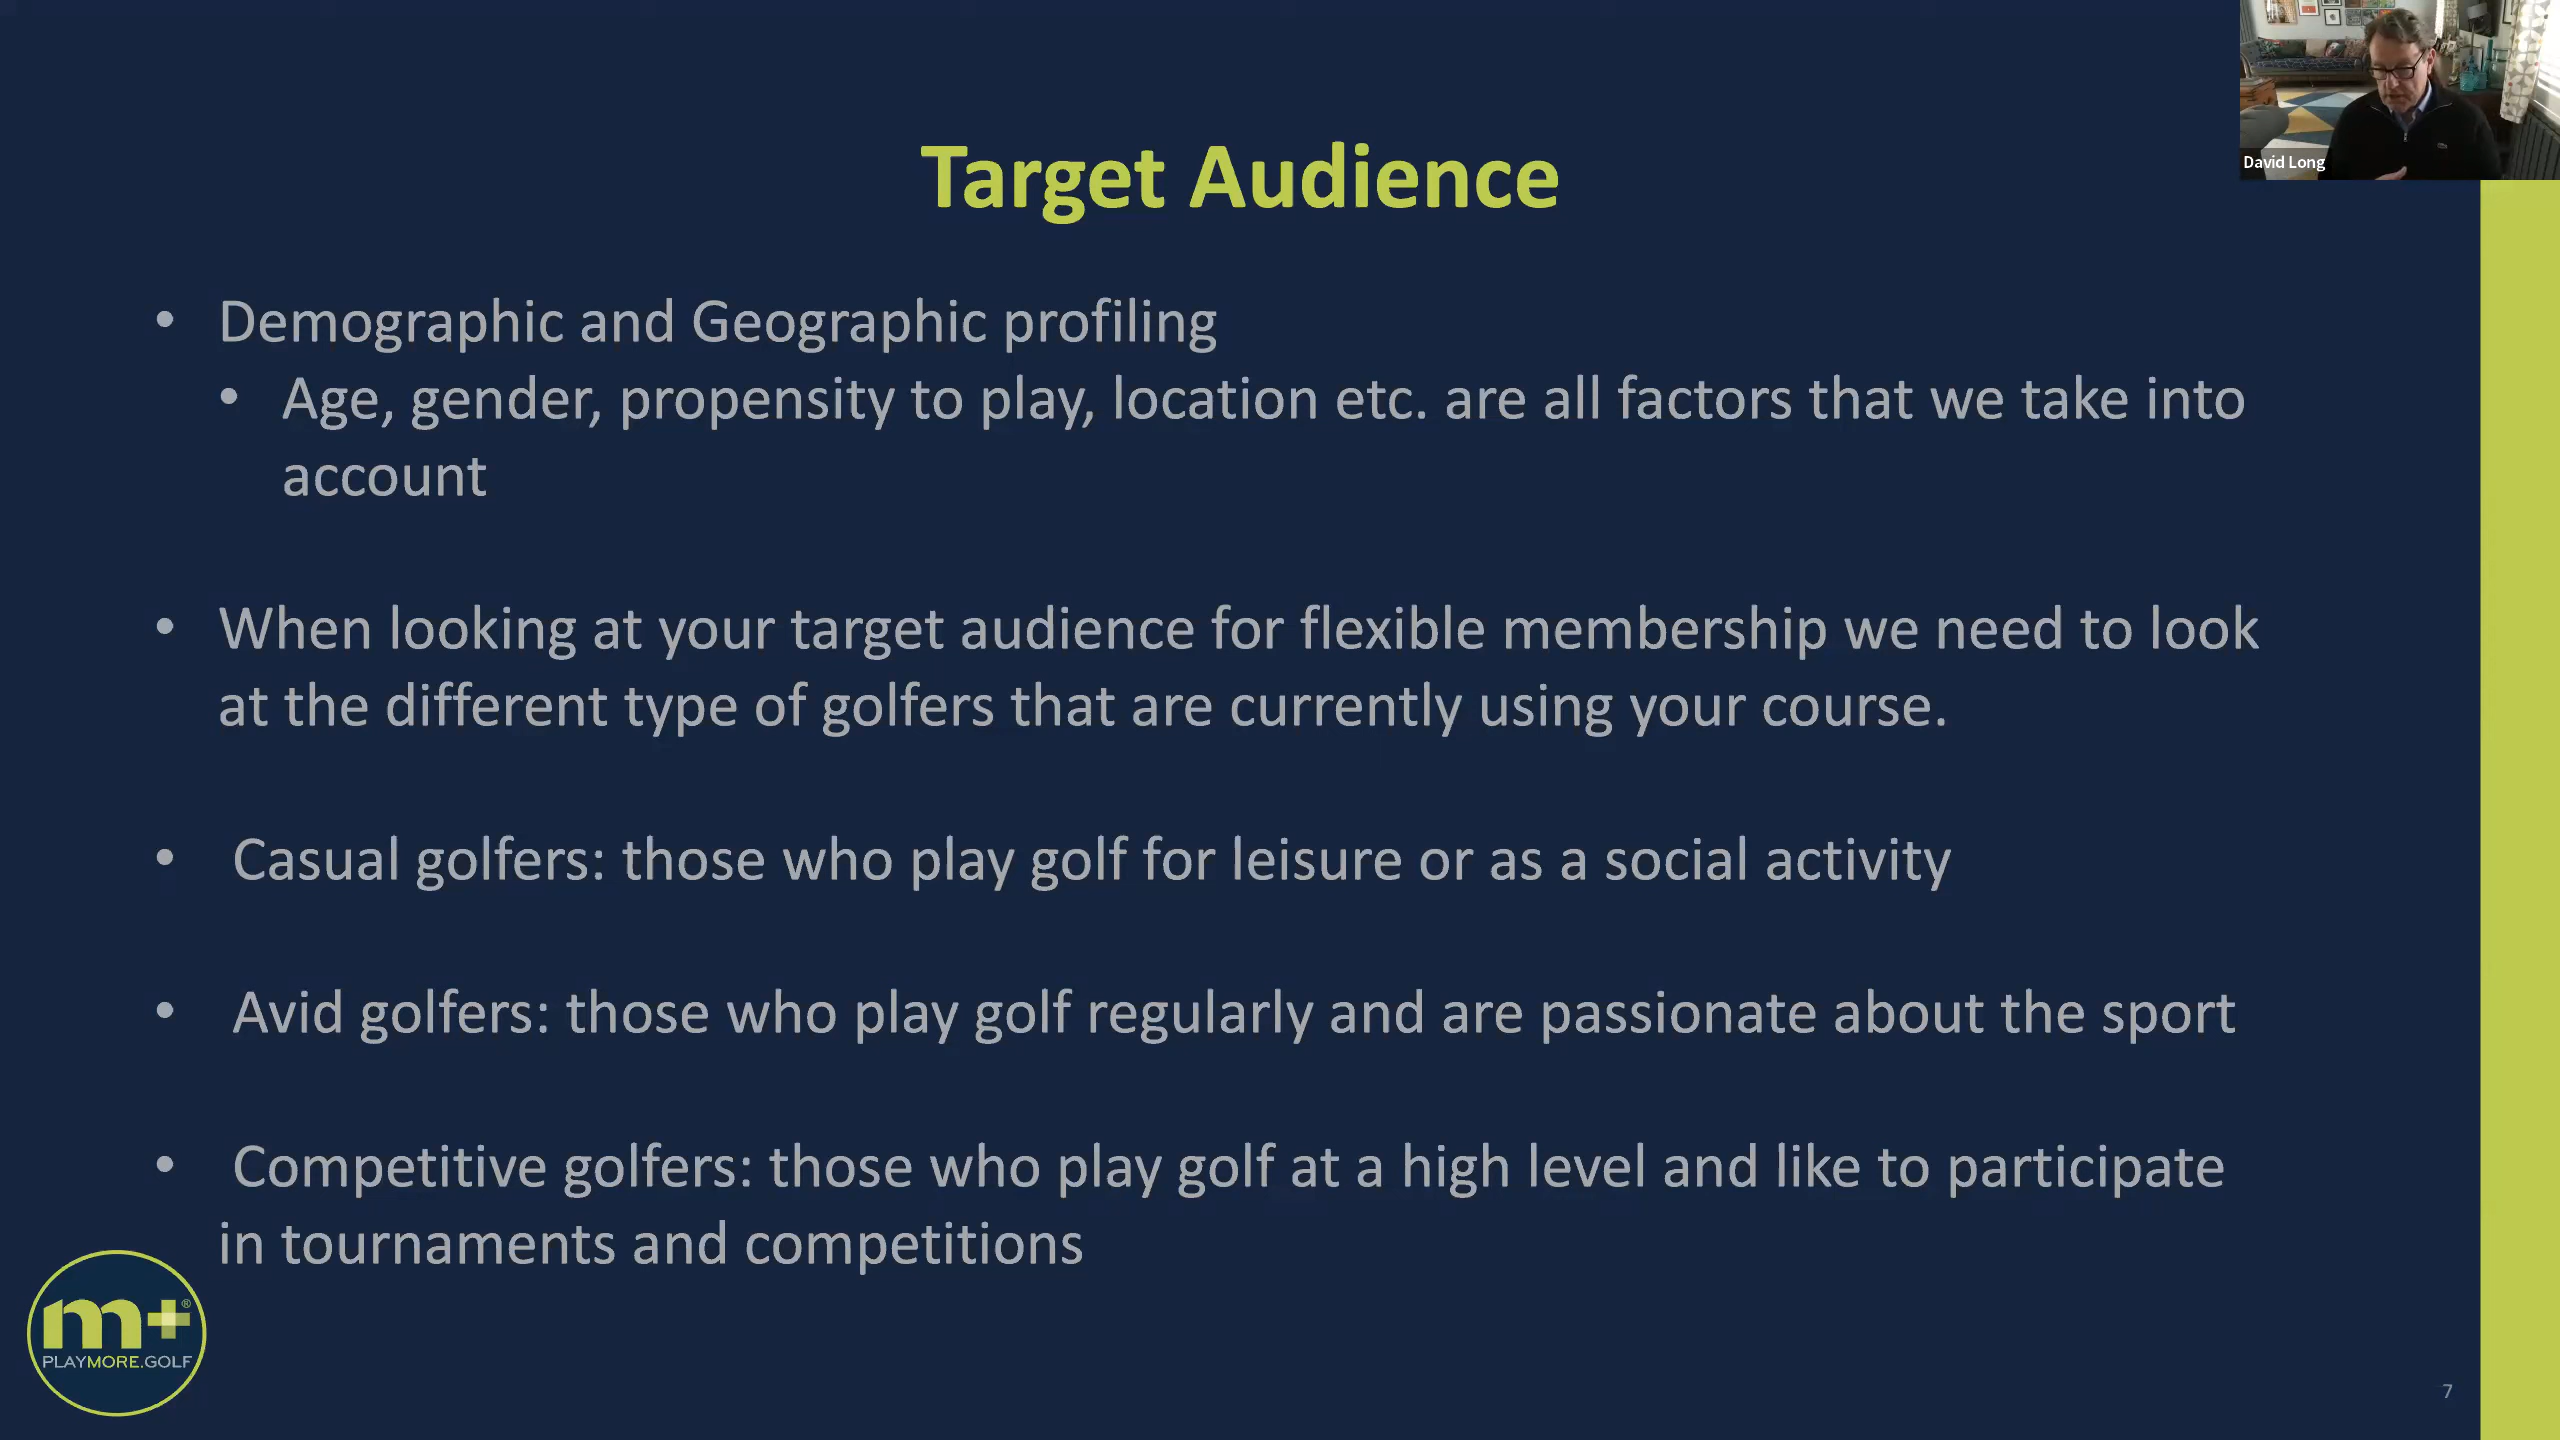 David Long
Target Audience
• Demographic and Geographic profiling
• Age, gender, propensity to play, location etc. are all factors that we take into
account
• When looking at your target audience for flexible membership we need to look
at the different type of golfers that are currently using your course.
• Casual golfers: those who play golf for leisure or as a social activity
• Avid golfers: those who play golf regularly and are passionate about the sport
• Competitive golfers: those who play golf at a high level and like to participate
in tournaments and competitions
m+®
PLAYMORE.GOLF
7